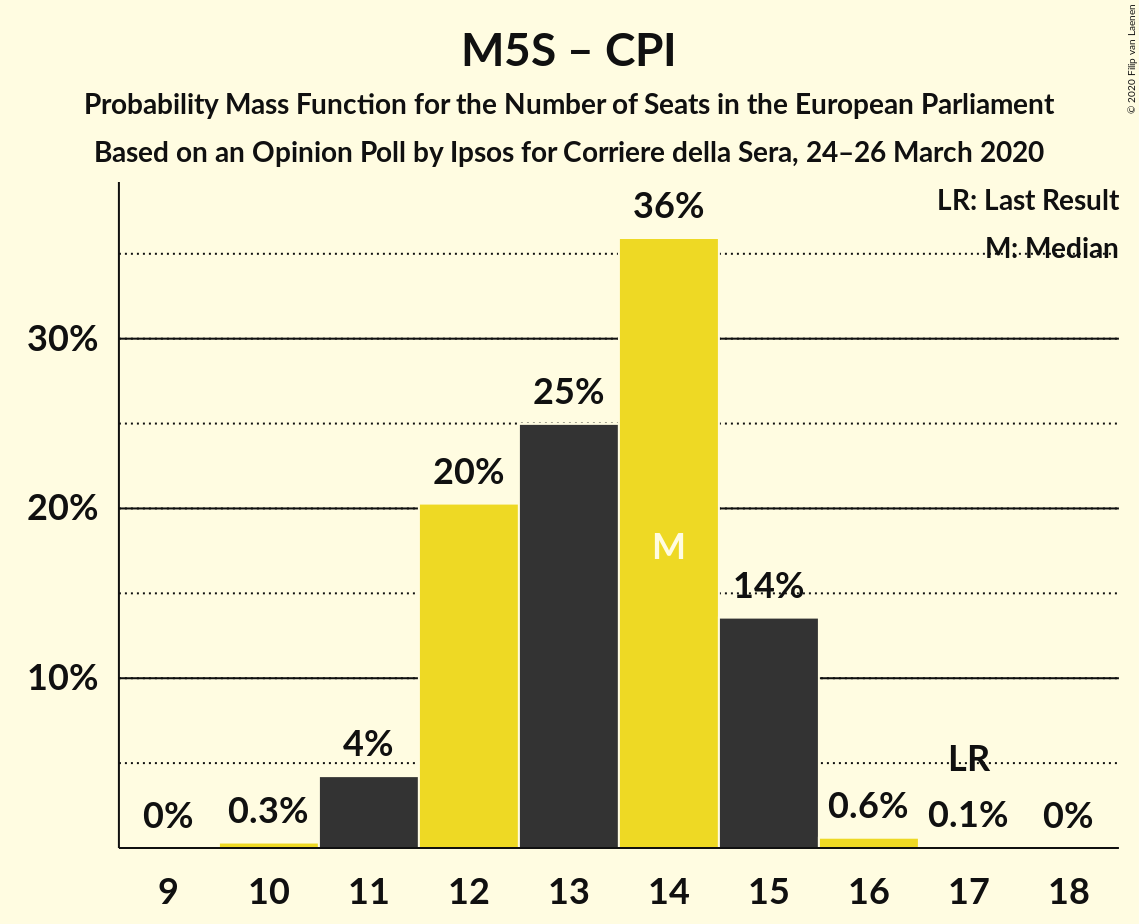 M5S – CPI
Probability Mass Function for the Number of Seats in the European Parliament
Based on an Opinion Poll by Ipsos for Corriere della Sera, 24–26 March 2020
© 2020 Filip van Laenen
LR: Last Result
M: Median
36%
30%
25%
20%
20%
M
14%
10%
4%
LR
0%
0.3%
0.6%
0.1%
0%
9 10 11 12 13 14 15 16 17 18